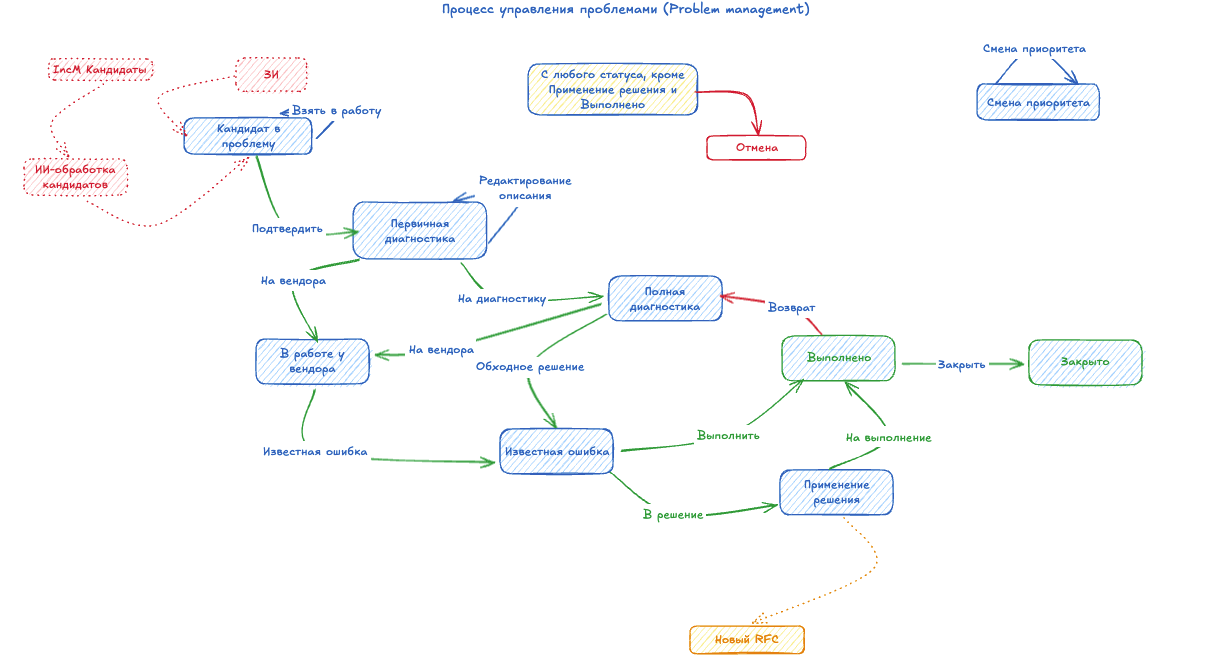 Процесс управления проблемами (Problem management)
Смена приоритета
IncM Кандидаты
ЗИ
С любого статуса, кроме
Применение решения и
Выполнено
Смена приоритета
Взять в работу
Кандидат в
проблему
Отмена
ИИ-обработка
кандидатов
Редактирование
описания
Подтвердить
Первичная
диагностика
На вендора
На диагностику
Полная
диагностика
Возврат
В работе у
вендора
На вендора
Обходное решение
Выполнено
Закрыть
Закрыто
Известная ошибка
Известная ошибка
Выполнить
На выполнение
Применение
решения
В решение
Новый RFC